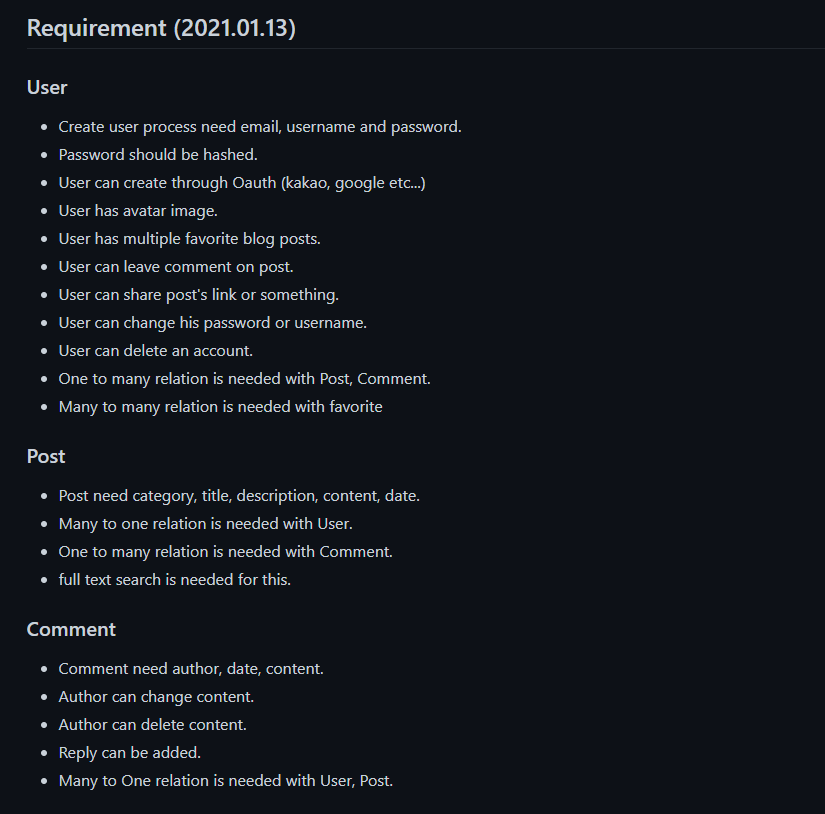 Requirement (2021.01.13)
User
Create user process need email, username and password.
Password should be hashed.
User can create through Oauth (kakao, google etc...)
User has avatar image.
User has multiple favorite blog posts.
User can leave comment on post.
User can share post's link or something.
User can change his password or username.
User can delete an account.
One to many relation is needed with Post, Comment.
Many to many relation is needed with favorite
Post
Post need category, title, description, content, date.
Many to one relation is needed with User.
One to many relation is needed with Comment.
full text search is needed for this.
Comment
Comment need author, date, content.
Author can change content.
Author can delete content.
Reply can be added.
Many to One relation is needed with User, Post.